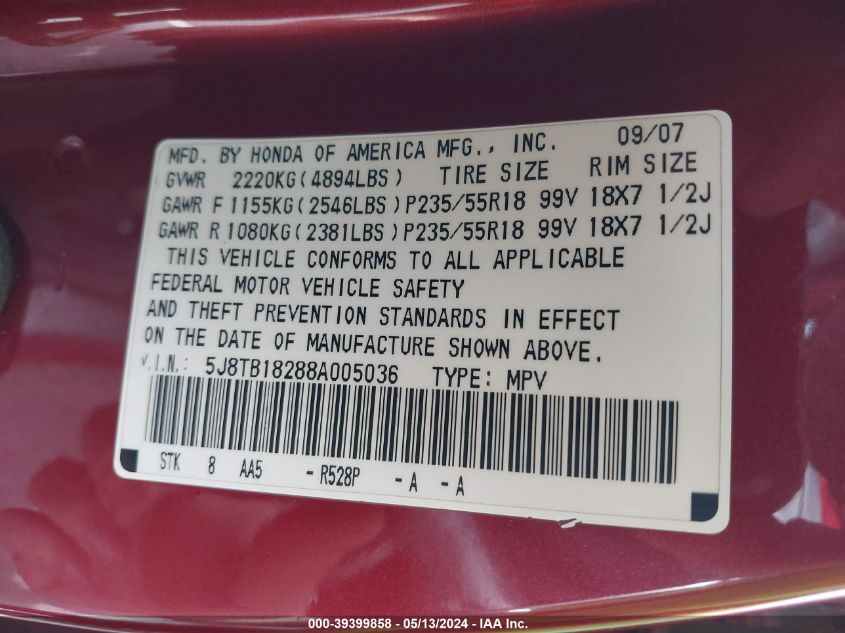 MFD. BY HONDA OF AMERICA MFG., INC. 09/07
GVWR 2220KG(4894LBS) TIRE SIZE RIM SIZE
GAWR F 1155KG(2546LBS)P235/55R18 99V 18X7 1/2J
GAWR R 1080KG(2381LBS)P235/55R18 99V 18X7 1/2J
THIS VEHICLE CONFORMS TO ALL APPLICABLE
FEDERAL MOTOR VEHICLE SAFETY
AND THEFT PREVENTION STANDARDS IN EFFECT
ON THE DATE OF MANUFACTURE SHOWN ABOVE.
V.I.N.: 5J8TB18288A005036 TYPE: MPV
STK 8 AA5 - R528P - A - A
000-39399858 - 05/13/2024 - IAA Inc.